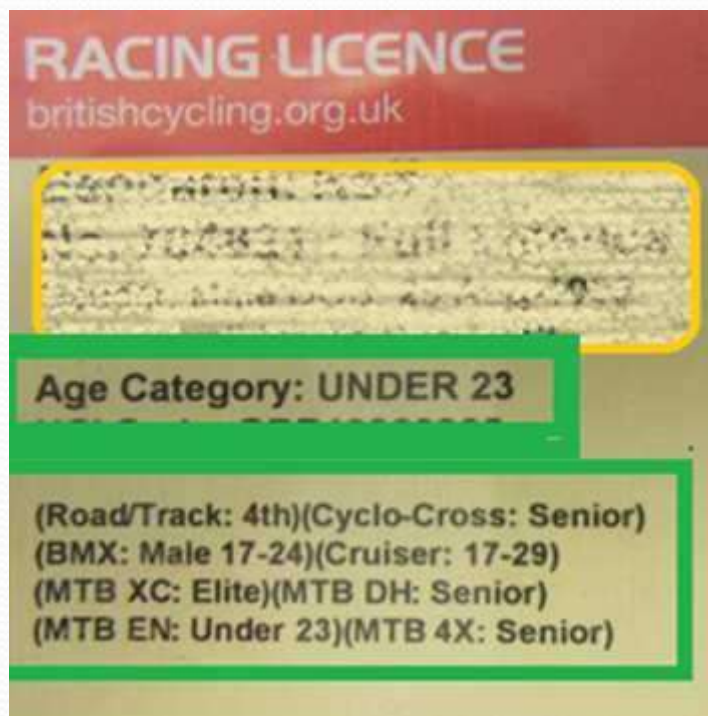 RACING LICENCE
britishcycling.org.uk
Age Category: UNDER 23
(Road/Track: 4th)(Cyclo-Cross: Senior)
(BMX: Male 17-24)(Cruiser: 17-29)
(MTB XC: Elite)(MTB DH: Senior)
(MTB EN: Under 23)(MTB 4X: Senior)